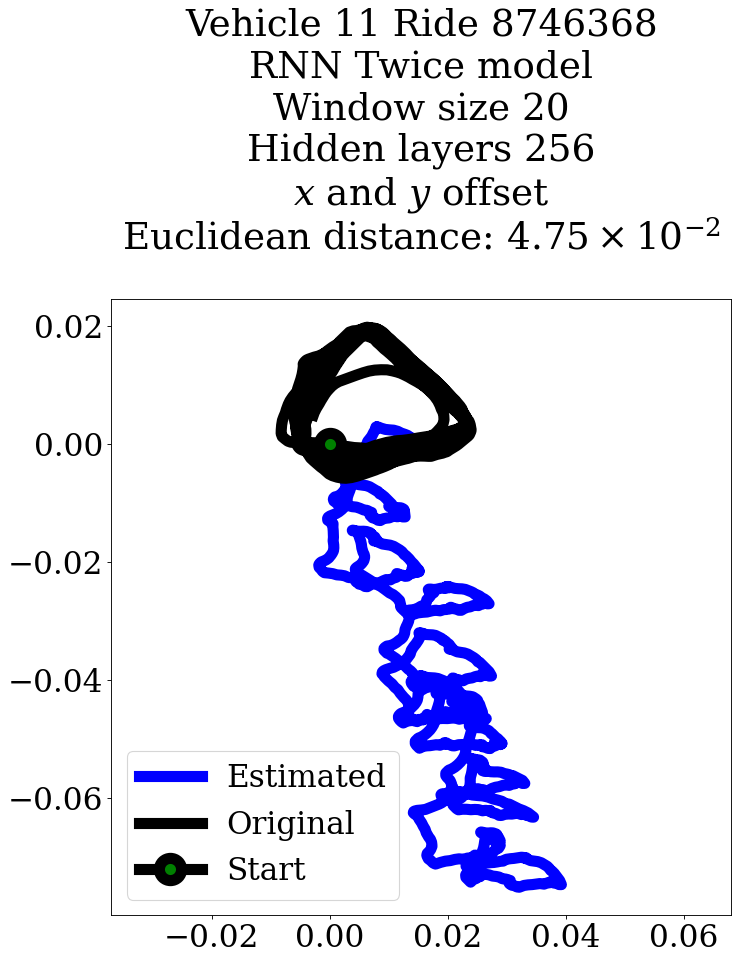 Vehicle 11 Ride 8746368
RNN Twice model
Window size 20
Hidden layers 256
x and y offset
Euclidean distance: 4.75 × 10⁻²
0.02
0.00
−0.02
−0.04
−0.06
Estimated
Original
Start
−0.02 0.00 0.02 0.04 0.06